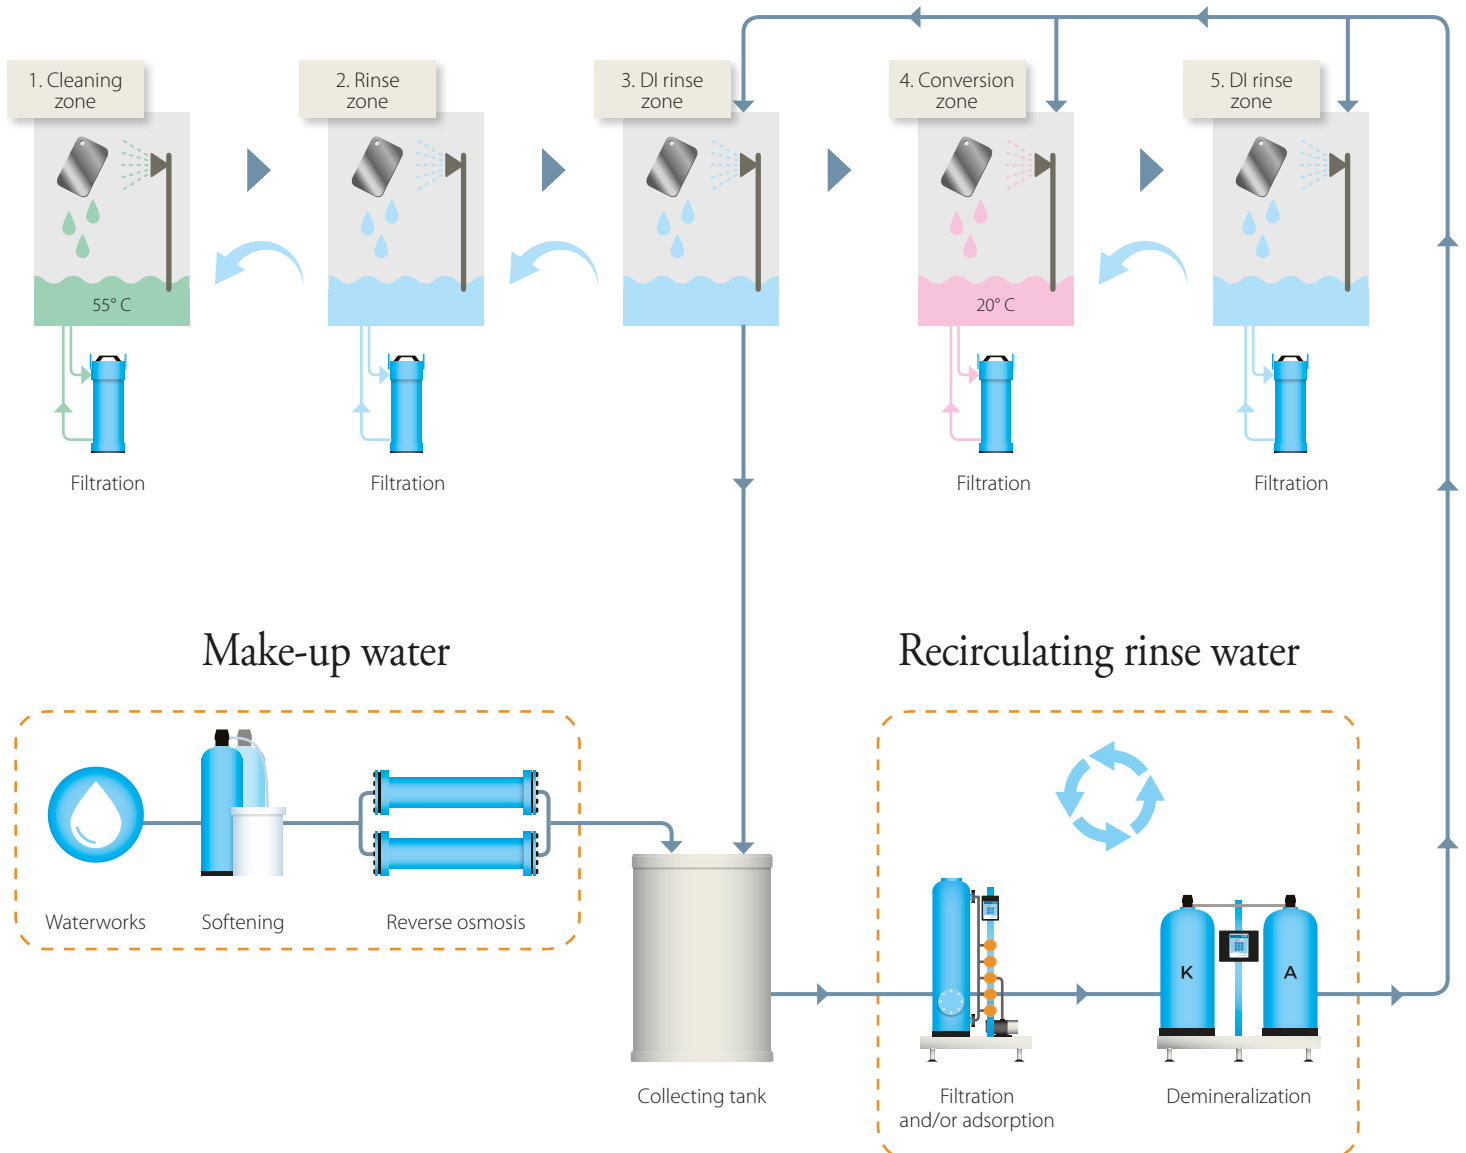 1. Cleaning
zone
2. Rinse
zone
3. DI rinse
zone
4. Conversion
zone
5. DI rinse
zone
55° C
20° C
Filtration
Filtration
Filtration
Filtration
Make-up water
Recirculating rinse water
Waterworks
Softening
Reverse osmosis
K
A
Collecting tank
Filtration
and/or adsorption
Demineralization